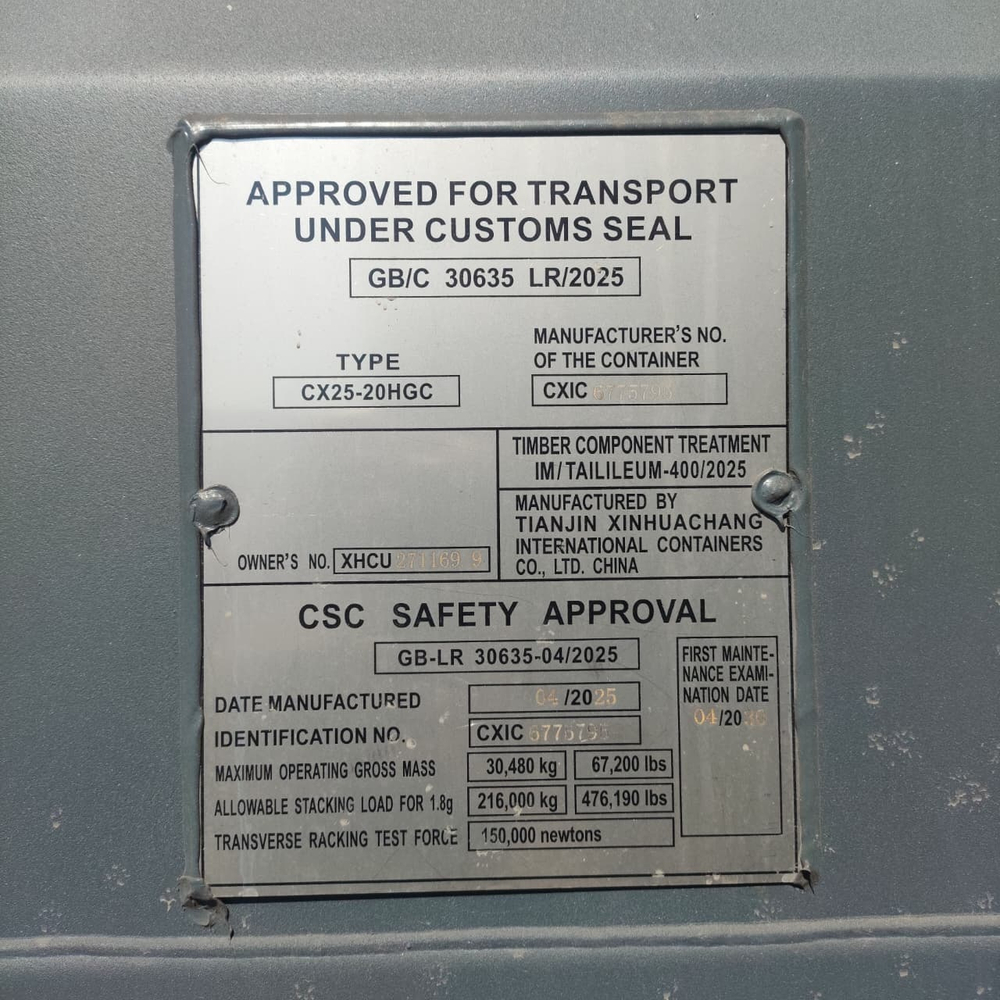 APPROVED FOR TRANSPORT
UNDER CUSTOMS SEAL
GB/C 30635 LR/2025
TYPE
CX25-20HGC
MANUFACTURER'S NO.
OF THE CONTAINER
CXIC
TIMBER COMPONENT TREATMENT
IM/TAILILEUM-400/2025
OWNER'S NO. XHCU 271169 9
MANUFACTURED BY
TIANJIN XINHUACHANG
INTERNATIONAL CONTAINERS
CO., LTD. CHINA
CSC SAFETY APPROVAL
GB-LR 30635-04/2025
DATE MANUFACTURED 04/2025
IDENTIFICATION NO. CXIC
MAXIMUM OPERATING GROSS MASS 30,480 kg 67,200 lbs
ALLOWABLE STACKING LOAD FOR 1.8g 216,000 kg 476,190 lbs
TRANSVERSE RACKING TEST FORCE 150,000 newtons
FIRST MAINTE-
NANCE EXAMI-
NATION DATE